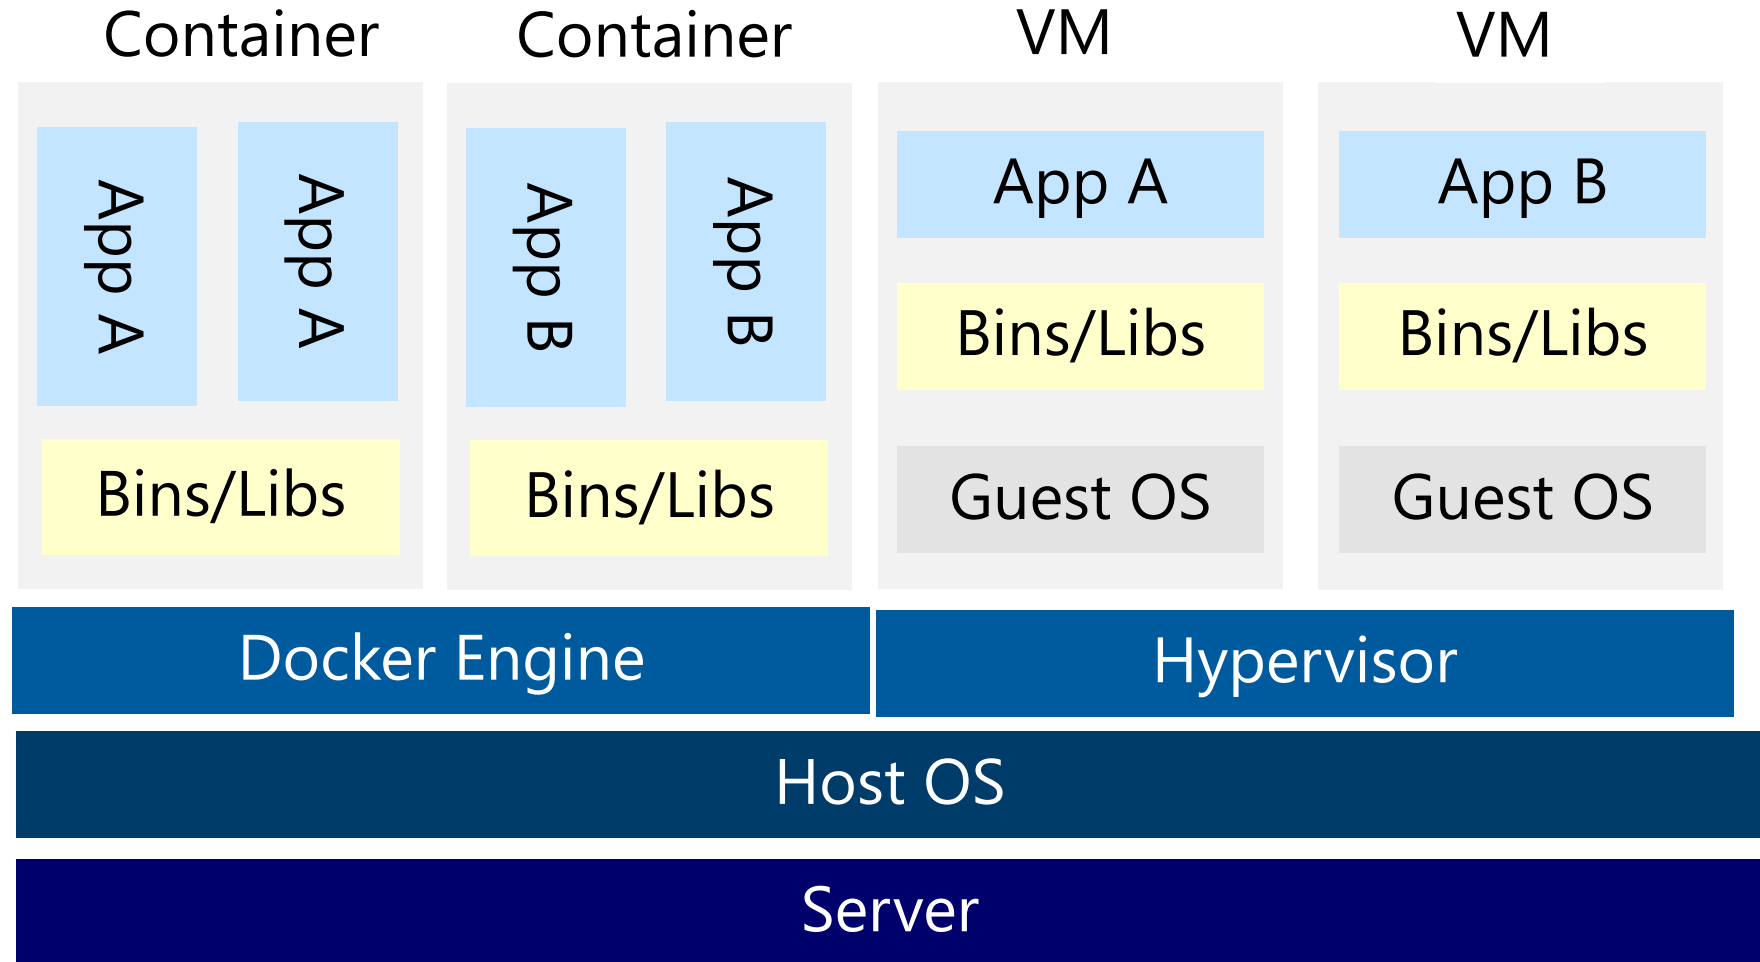 Container
Container
VM
VM
App A
App A
App B
App B
App A
App B
Bins/Libs
Bins/Libs
Bins/Libs
Bins/Libs
Guest OS
Guest OS
Docker Engine
Hypervisor
Host OS
Server